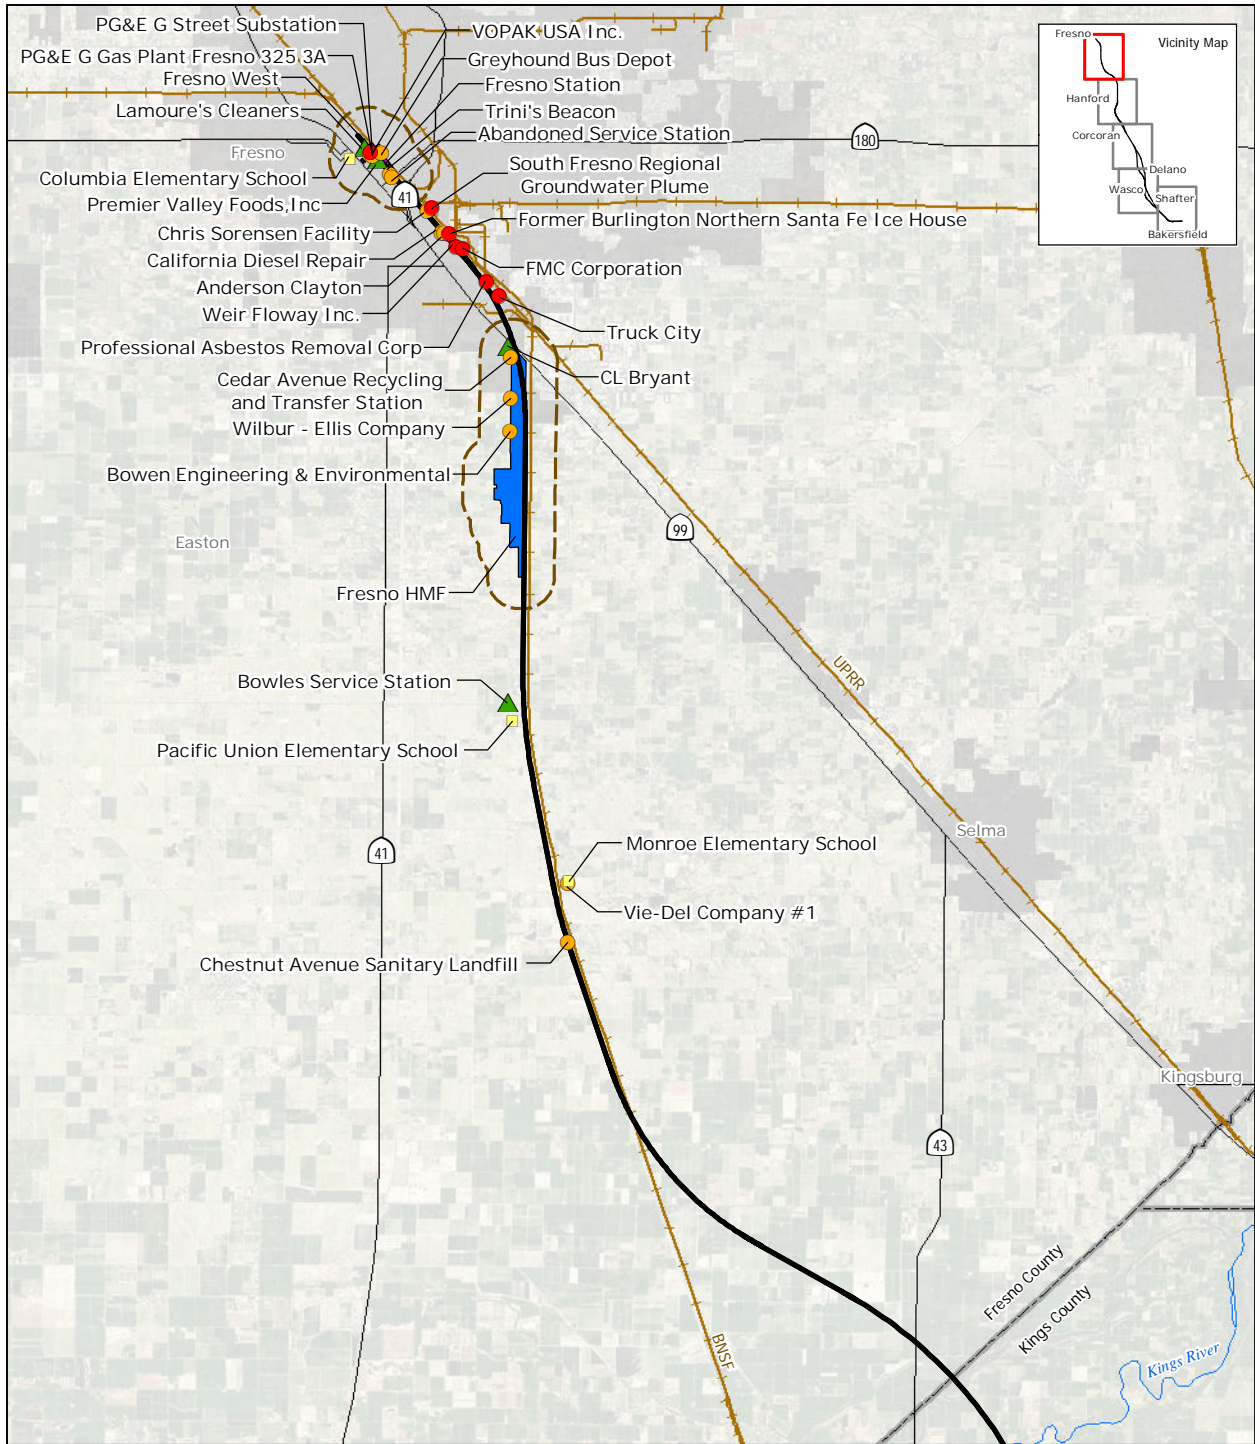 PG&E G Street Substation
VOPAK USA Inc.
PG&E G Gas Plant Fresno 325 3A
Greyhound Bus Depot
Fresno West
Fresno Station
Lamoure's Cleaners
Trini's Beacon
Abandoned Service Station
180
Fresno
South Fresno Regional
Groundwater Plume
Columbia Elementary School
41
Premier Valley Foods,Inc
Former Burlington Northern Santa Fe Ice House
Chris Sorensen Facility
California Diesel Repair
FMC Corporation
Anderson Clayton
Weir Floway Inc.
Truck City
Professional Asbestos Removal Corp
CL Bryant
Cedar Avenue Recycling
and Transfer Station
Wilbur - Ellis Company
Bowen Engineering & Environmental
99
Easton
Fresno HMF
UPRR
Bowles Service Station
Pacific Union Elementary School
Selma
Monroe Elementary School
41
Vie-Del Company #1
Chestnut Avenue Sanitary Landfill
Kingsburg
43
Fresno County
Kings County
BNSF
Kings River
Vicinity Map
Fresno
Hanford
Corcoran
Delano
Wasco
Shafter
Bakersfield